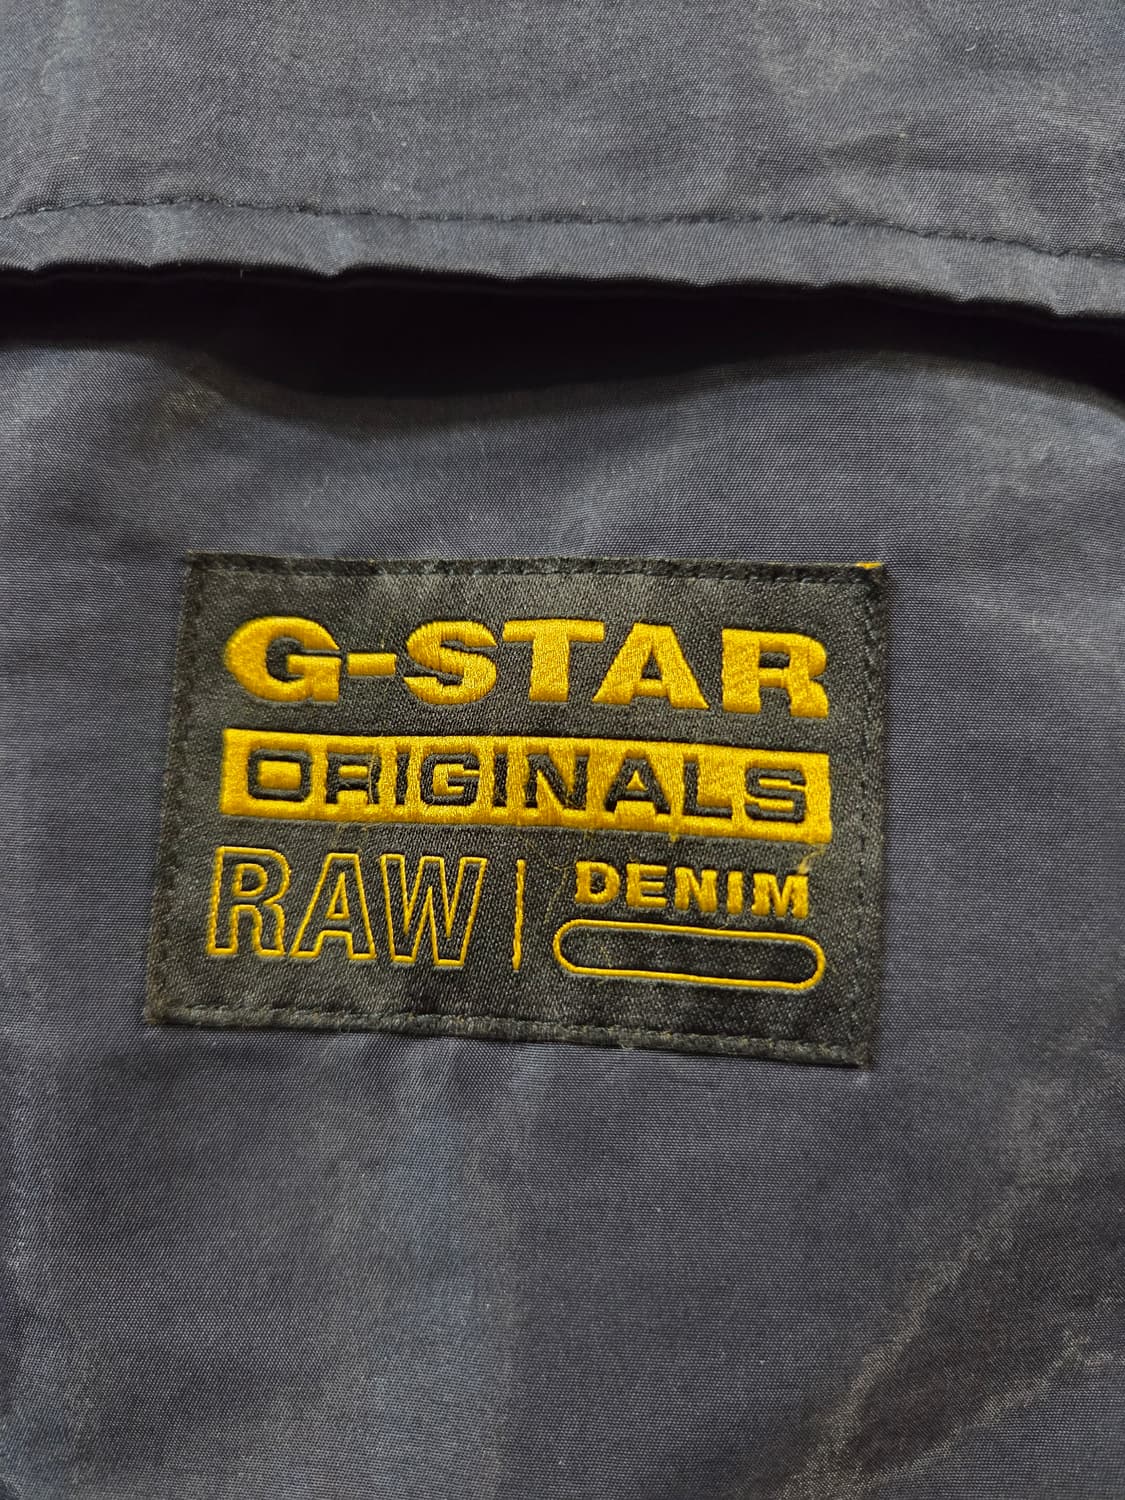 G-STAR
ORIGINALS
RAW | DENIM